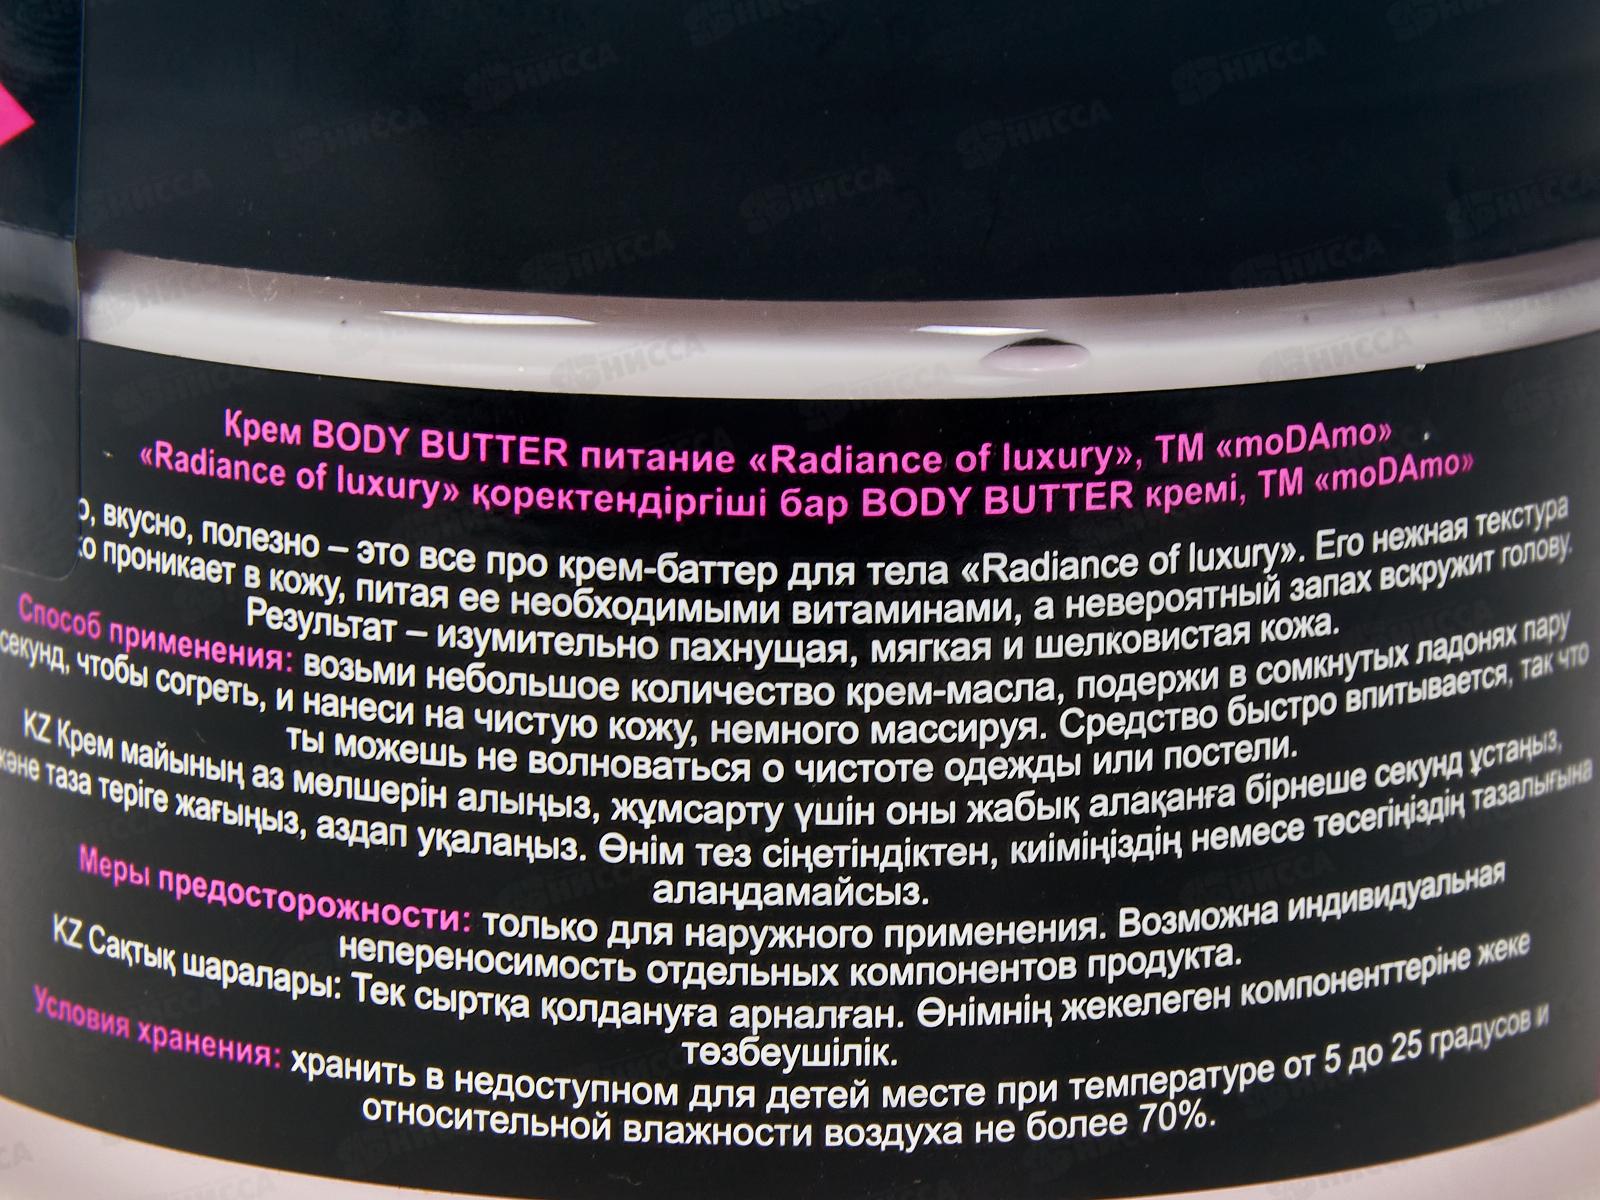 Крем BODY BUTTER питание «Radiance of luxury», ТМ «moDAmo»
«Radiance of luxury» қоректендіргіші бар BODY BUTTER кремі, ТМ «moDAmo»
вкусно, полезно – это все про крем-баттер для тела «Radiance of luxury». Его нежная текстура
проникает в кожу, питая ее необходимыми витаминами, а невероятный запах вскружит голову.
Результат – изумительно пахнущая, мягкая и шелковистая кожа.
Способ применения: возьми небольшое количество крем-масла, подержи в сомкнутых ладонях пару
секунд, чтобы согреть, и нанеси на чистую кожу, немного массируя. Средство быстро впитывается, так что
ты можешь не волноваться о чистоте одежды или постели.
KZ Крем майының аз мөлшерін алыңыз, жұмсарту үшін оны жабық алақанға бірнеше секунд ұстаңыз,
және таза теріге жағыңыз, аздап уқалаңыз. Өнім тез сіңетіндіктен, киіміңіздің немесе төсегіңіздің тазалығына
алаңдамайсыз.
Меры предосторожности: только для наружного применения. Возможна индивидуальная
непереносимость отдельных компонентов продукта.
KZ Сақтық шаралары: Тек сыртқа қолдануға арналған. Өнімнің жекелеген компоненттеріне жеке
төзбеушілік.
Условия хранения: хранить в недоступном для детей месте при температуре от 5 до 25 градусов и
относительной влажности воздуха не более 70%.